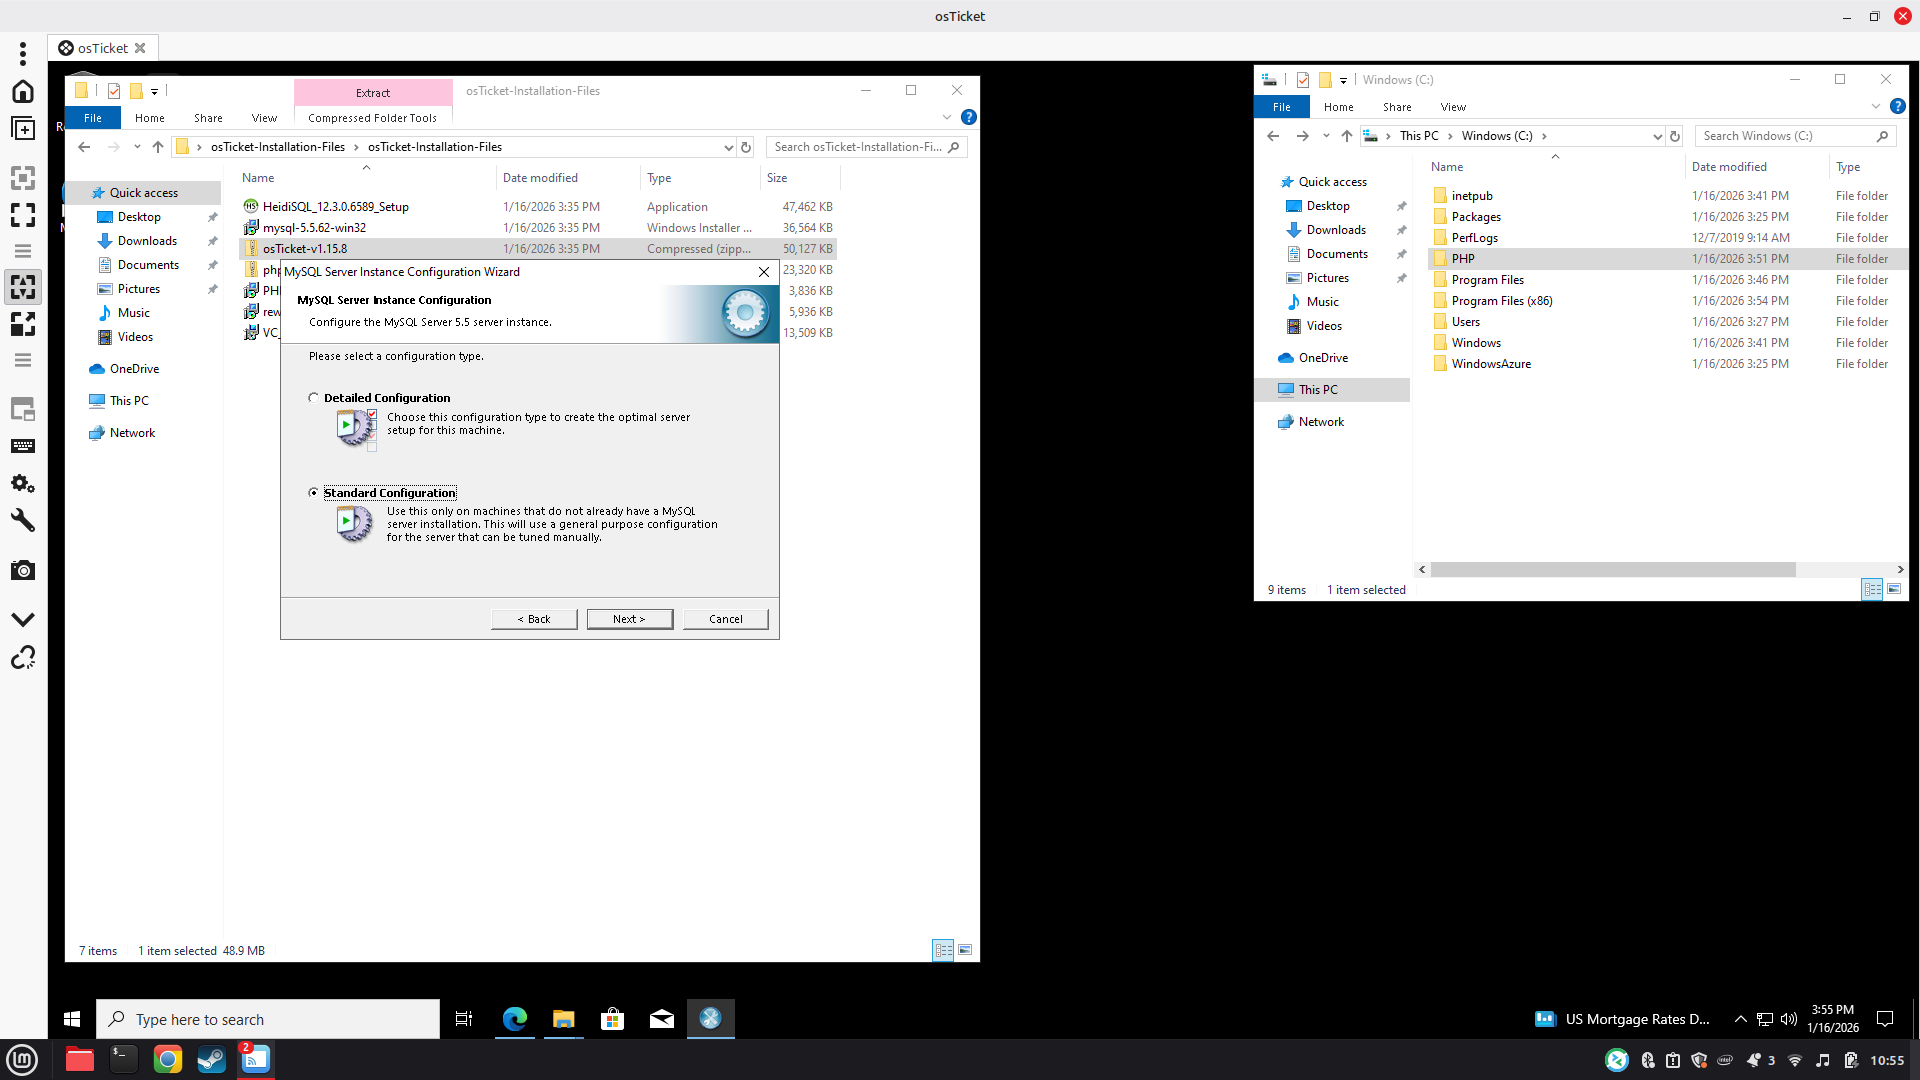 osTicket
osTicket
Extract
osTicket-Installation-Files
File
Home
Share
View
Compressed Folder Tools
osTicket-Installation-Files
osTicket-Installation-Files
Search osTicket-Installation-Fi...
Name
Date modified
Type
Size
Quick access
Desktop
Downloads
Documents
Pictures
Music
Videos
OneDrive
This PC
Network
HeidiSQL_12.3.0.6589_Setup
1/16/2026 3:35 PM
Application
47,462 KB
mysql-5.5.62-win32
1/16/2026 3:35 PM
Windows Installer ...
36,564 KB
osTicket-v1.15.8
1/16/2026 3:35 PM
Compressed (zipp...
50,127 KB
23,320 KB
3,836 KB
5,936 KB
13,509 KB
MySQL Server Instance Configuration Wizard
MySQL Server Instance Configuration
Configure the MySQL Server 5.5 server instance.
Please select a configuration type.
Detailed Configuration
Choose this configuration type to create the optimal server
setup for this machine.
Standard Configuration
Use this only on machines that do not already have a MySQL
server installation. This will use a general purpose configuration
for the server that can be tuned manually.
< Back
Next >
Cancel
7 items
1 item selected
48.9 MB
Windows (C:)
File
Home
Share
View
This PC
Windows (C:)
Search Windows (C:)
Name
Date modified
Type
Quick access
Desktop
Downloads
Documents
Pictures
Music
Videos
OneDrive
This PC
Network
inetpub
1/16/2026 3:41 PM
File folder
Packages
1/16/2026 3:25 PM
File folder
PerfLogs
12/7/2019 9:14 AM
File folder
PHP
1/16/2026 3:51 PM
File folder
Program Files
1/16/2026 3:46 PM
File folder
Program Files (x86)
1/16/2026 3:54 PM
File folder
Users
1/16/2026 3:27 PM
File folder
Windows
1/16/2026 3:41 PM
File folder
WindowsAzure
1/16/2026 3:25 PM
File folder
9 items
1 item selected
Type here to search
US Mortgage Rates D...
3:55 PM
1/16/2026
2
3
10:55